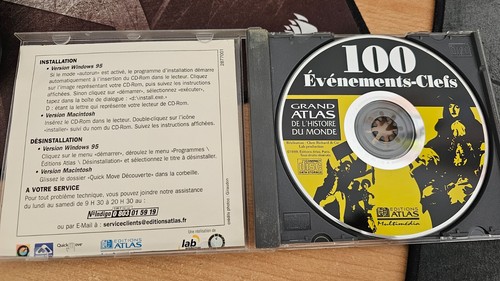 INSTALLATION
• Version Windows 95
Si le mode «autorun» est activé, le programme d'installation démarre
automatiquement à l'insertion du CD-Rom dans le lecteur. Cliquez
sur l'image représentant votre CD-Rom, puis suivez les instructions
affichées. Sinon cliquez sur «démarrer», sélectionnez «exécuter»,
tapez dans la boîte de dialogue : «d:\install.exe»
D : étant la lettre qui représente votre lecteur de CD-Rom.
• Version Macintosh
Insérez le CD-Rom dans le lecteur. Double-cliquez sur l'icône
«installer» suivi du nom du CD-Rom. Suivez les instructions affichées.
DÉSINSTALLATION
• Version Windows 95
Cliquez sur le menu «démarrer», déroulez le menu «Programmes \
Éditions Atlas \ Désinstallation» et sélectionnez le titre à désinstaller.
• Version Macintosh
Glissez le dossier «Quick Move Découverte» dans la corbeille.
A VOTRE SERVICE
Pour tout problème technique, vous pouvez joindre notre assistance
du lundi au samedi de 9 H 30 à 20 H 30 au :
N°Indigo 0 803 01 59 19
ou par E-Mail à : serviceclients@editionsatlas.fr
EDITIONS
ATLAS
Une réalisation de
lab
100
Événements-Clefs
GRAND
ATLAS
DE L'HISTOIRE
DU MONDE
EDITIONS
ATLAS
Multimédia